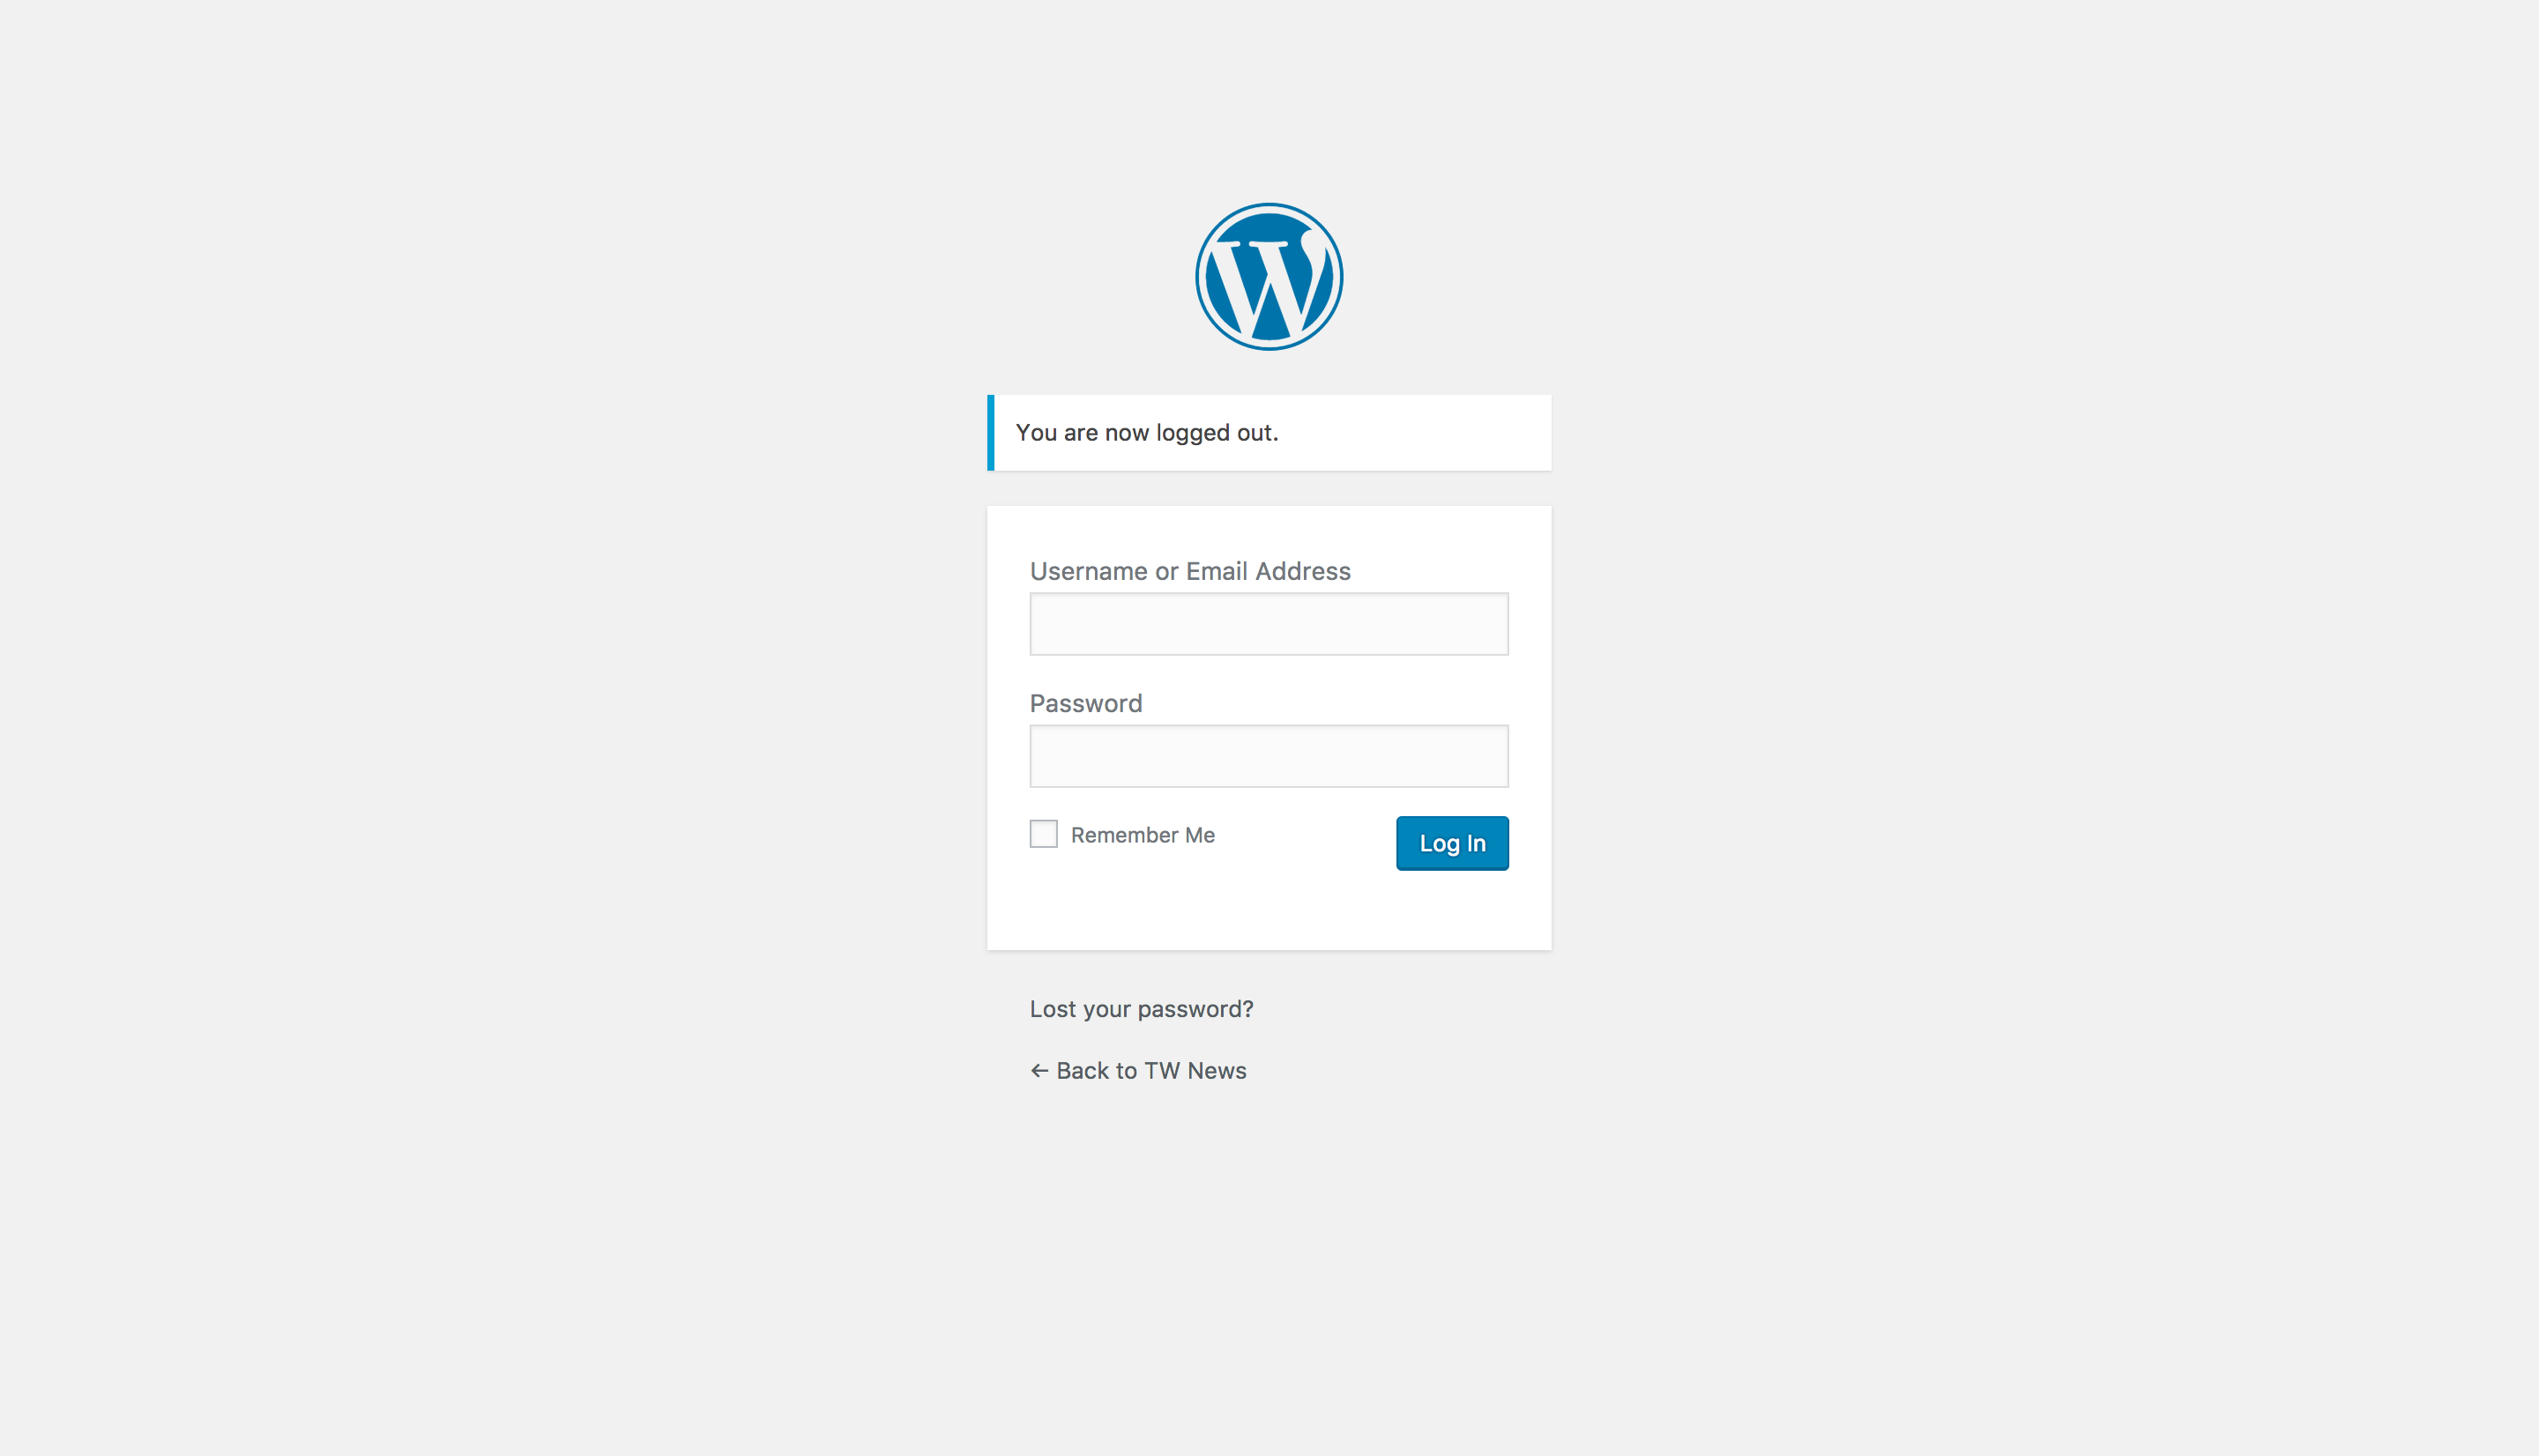 You are now logged out.
Username or Email Address
Password
Remember Me
Log In
Lost your password?
← Back to TW News